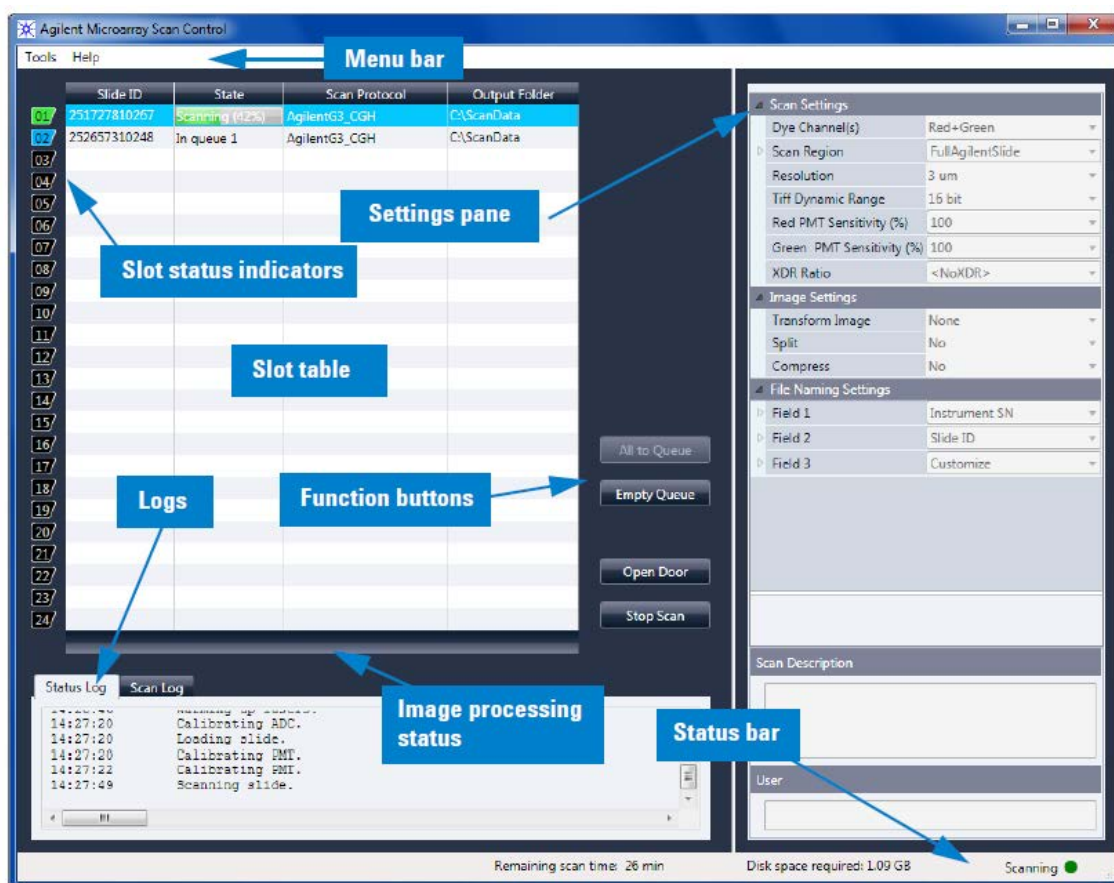 Agilent Microarray Scan Control
Tools Help
Menu bar
Slide ID State Scan Protocol Output Folder
01 251727810267 Scanning (42%) AgilentG3_CGH C:\ScanData
02 252657310248 In queue 1 AgilentG3_CGH C:\ScanData
03
04
05
06
07
08
09
10
11
12
13
14
15
16
17
18
19
20
21
22
23
24
Slot status indicators
Slot table
Settings pane
Scan Settings
Dye Channel(s) Red+Green
Scan Region FullAgilentSlide
Resolution 3 um
Tiff Dynamic Range 16 bit
Red PMT Sensitivity (%) 100
Green PMT Sensitivity (%) 100
XDR Ratio <NoXDR>
Image Settings
Transform Image None
Split No
Compress No
File Naming Settings
Field 1 Instrument SN
Field 2 Slide ID
Field 3 Customize
Function buttons
All to Queue
Empty Queue
Open Door
Stop Scan
Logs
Status Log Scan Log
14:27:20 Calibrating ADC.
14:27:20 Loading slide.
14:27:20 Calibrating PMT.
14:27:22 Calibrating PMT.
14:27:49 Scanning slide.
Image processing
status
Status bar
Scan Description
User
Remaining scan time: 26 min Disk space required: 1.09 GB Scanning